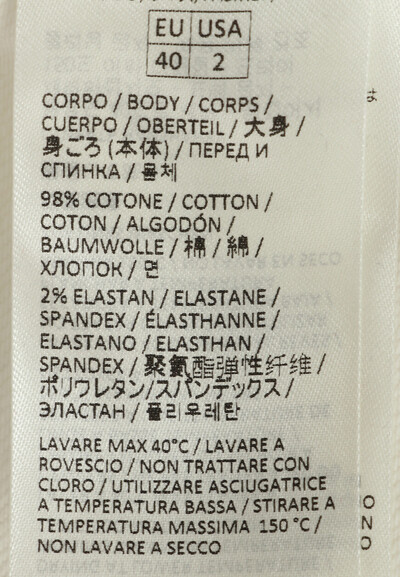 EU USA
40 2
CORPO / BODY / CORPS /
CUERPO / OBERTEIL / 大身 /
身ごろ (本体) / ПЕРЕД И
СПИНКА / 몸체
98% COTONE / COTTON /
COTON / ALGODÓN /
BAUMWOLLE / 棉 / 綿 /
ХЛОПОК / 면
2% ELASTAN / ELASTANE /
SPANDEX / ÉLASTHANNE /
ELASTANO / ELASTHAN /
SPANDEX / 聚氨酯弹性纤维 /
ポリウレタン/スパンデックス /
ЭЛАСТАН / 폴리우레탄
LAVARE MAX 40°C / LAVARE A
ROVESCIO / NON TRATTARE CON
CLORO / UTILIZZARE ASCIUGATRICE
A TEMPERATURA BASSA / STIRARE A
TEMPERATURA MASSIMA 150 °C /
NON LAVARE A SECCO